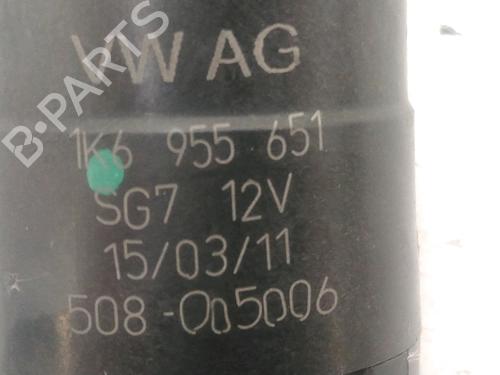 VW AG
B-PARTS
1K6 955 651
SG7 12V
15/03/11
508-005006